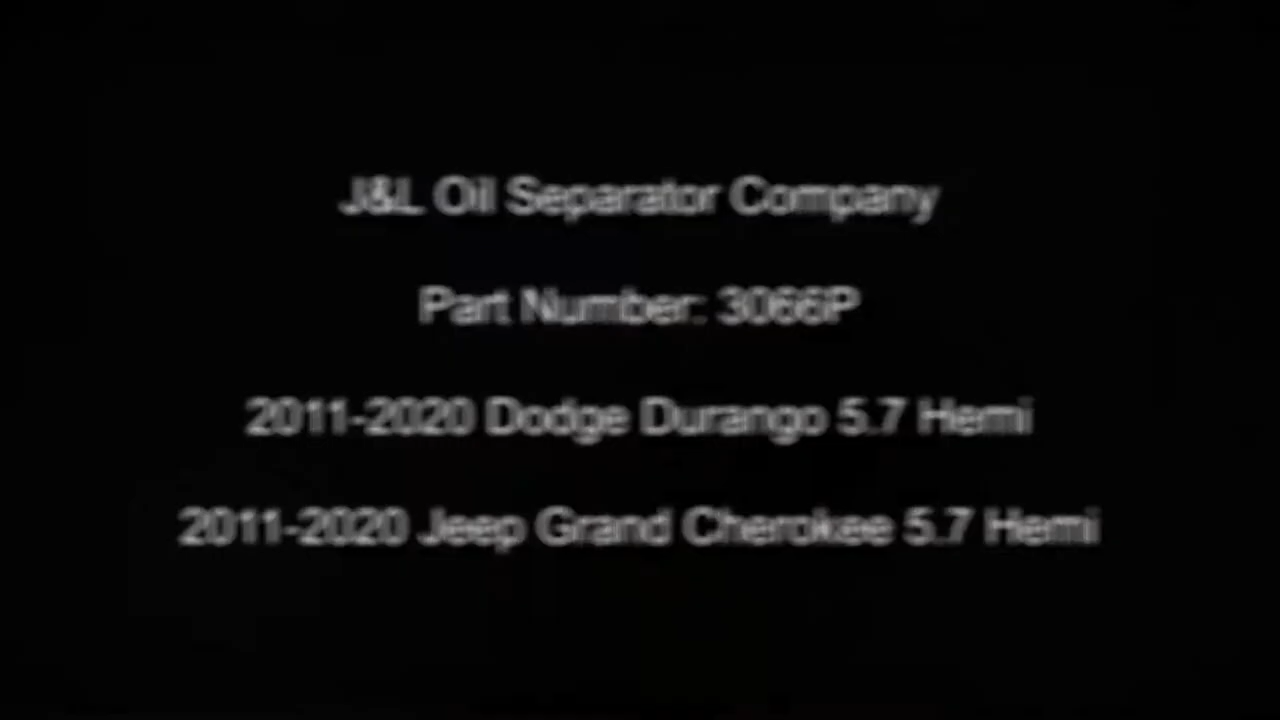 J&L Oil Separator Company
Part Number: 3066P
2011-2020 Dodge Durango 5.7 Hemi
2011-2020 Jeep Grand Cherokee 5.7 Hemi